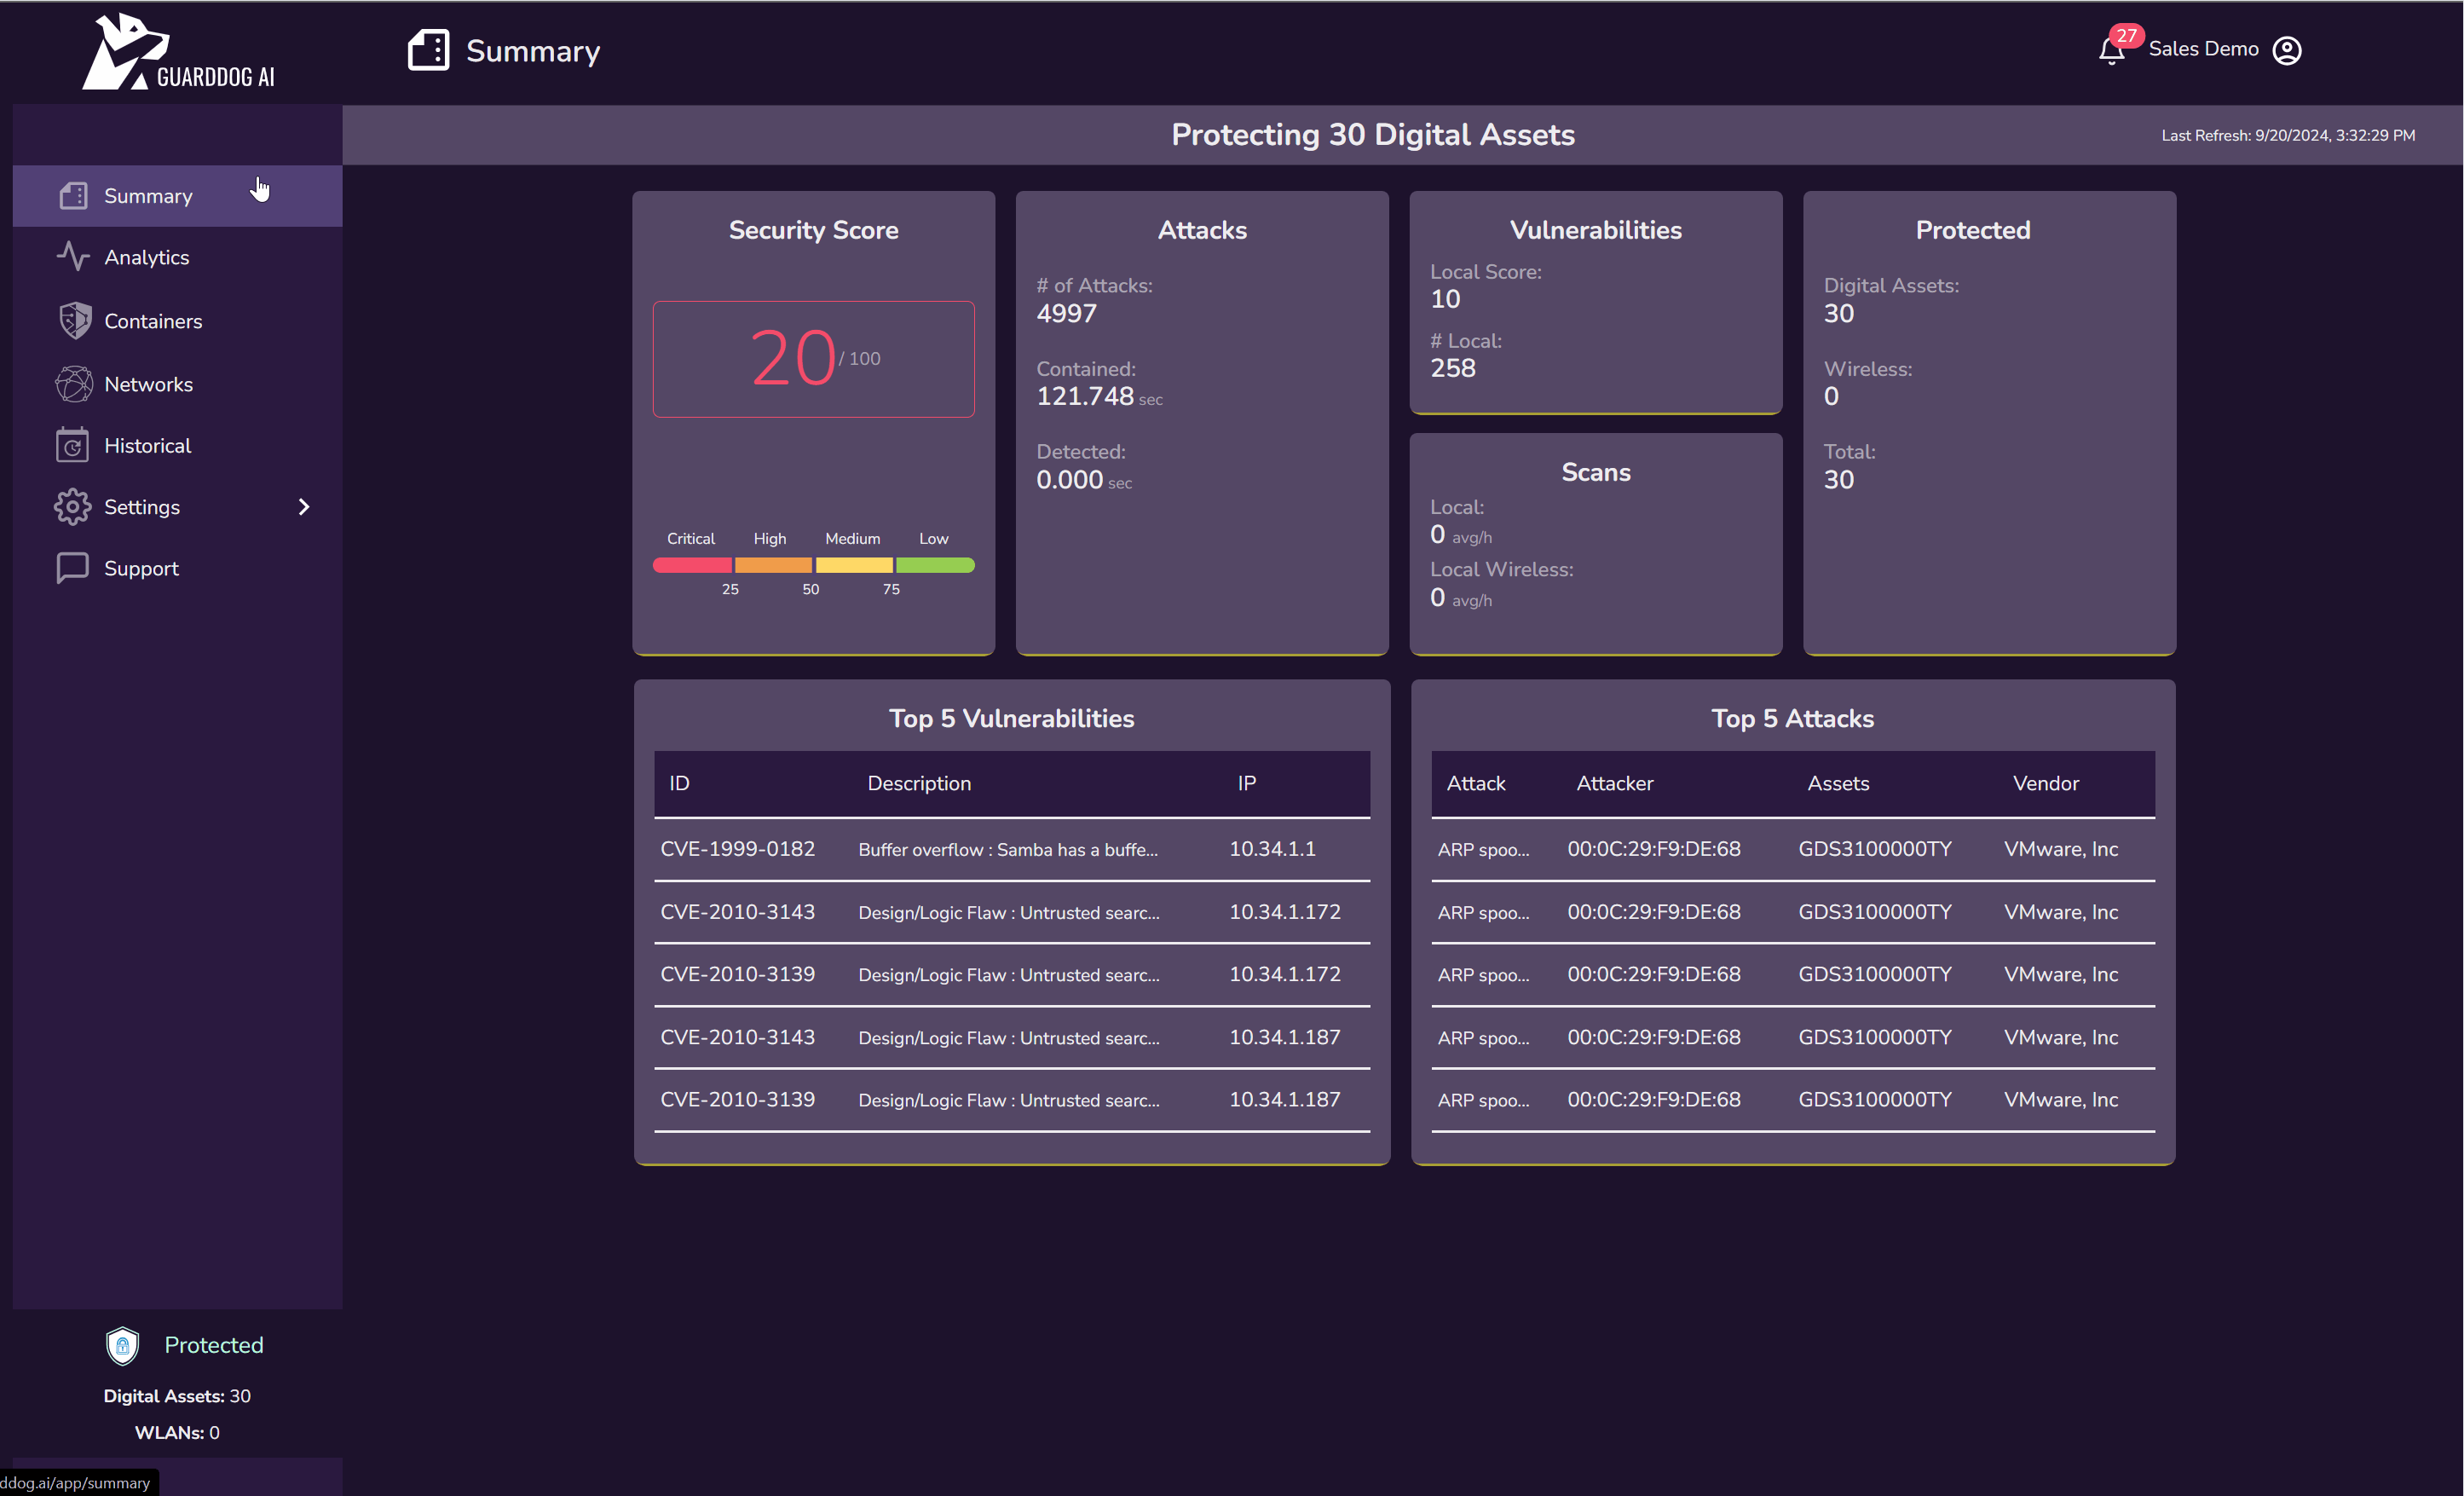 GUARDDOG AI
Summary
27
Sales Demo
Protecting 30 Digital Assets
Last Refresh: 9/20/2024, 3:32:29 PM
Summary
Analytics
Containers
Networks
Historical
Settings
Support
Security Score
20 / 100
Critical High Medium Low
25 50 75
Attacks
# of Attacks:
4997
Contained:
121.748 sec
Detected:
0.000 sec
Vulnerabilities
Local Score:
10
# Local:
258
Scans
Local:
0 avg/h
Local Wireless:
0 avg/h
Protected
Digital Assets:
30
Wireless:
0
Total:
30
Top 5 Vulnerabilities
ID Description IP
CVE-1999-0182 Buffer overflow : Samba has a buffe... 10.34.1.1
CVE-2010-3143 Design/Logic Flaw : Untrusted searc... 10.34.1.172
CVE-2010-3139 Design/Logic Flaw : Untrusted searc... 10.34.1.172
CVE-2010-3143 Design/Logic Flaw : Untrusted searc... 10.34.1.187
CVE-2010-3139 Design/Logic Flaw : Untrusted searc... 10.34.1.187
Top 5 Attacks
Attack Attacker Assets Vendor
ARP spoo... 00:0C:29:F9:DE:68 GDS3100000TY VMware, Inc
ARP spoo... 00:0C:29:F9:DE:68 GDS3100000TY VMware, Inc
ARP spoo... 00:0C:29:F9:DE:68 GDS3100000TY VMware, Inc
ARP spoo... 00:0C:29:F9:DE:68 GDS3100000TY VMware, Inc
ARP spoo... 00:0C:29:F9:DE:68 GDS3100000TY VMware, Inc
Protected
Digital Assets: 30
WLANs: 0
ddog.ai/app/summary